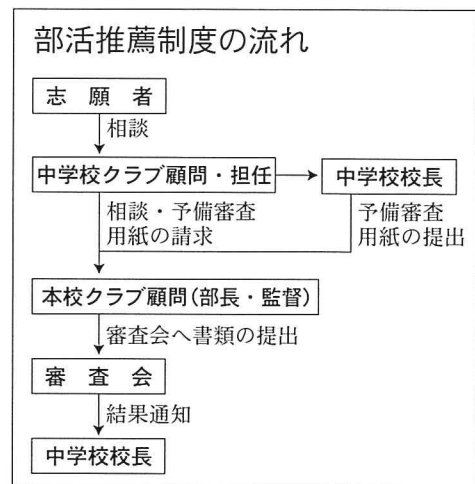 部活推薦制度の流れ
志願者
相談
中学校クラブ顧問・担任
中学校校長
相談・予備審査
用紙の請求
予備審査
用紙の提出
本校クラブ顧問(部長・監督)
審査会へ書類の提出
審査会
結果通知
中学校校長